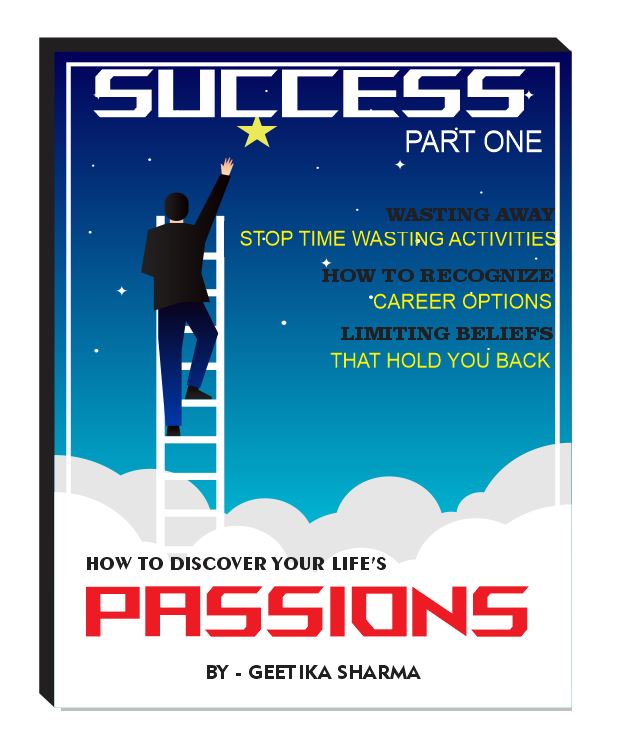 SUCCESS
PART ONE
WASTING AWAY
STOP TIME WASTING ACTIVITIES
HOW TO RECOGNIZE
CAREER OPTIONS
LIMITING BELIEFS
THAT HOLD YOU BACK
HOW TO DISCOVER YOUR LIFE'S
PASSIONS
BY - GEETIKA SHARMA